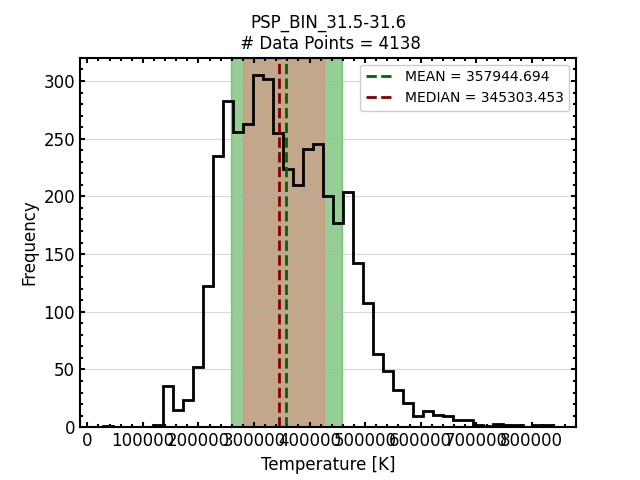 PSP_BIN_31.5-31.6
# Data Points = 4138
MEAN = 357944.694
MEDIAN = 345303.453
Frequency
300
250
200
150
100
50
0
0 100000 200000 300000 400000 500000 600000 700000 800000
Temperature [K]